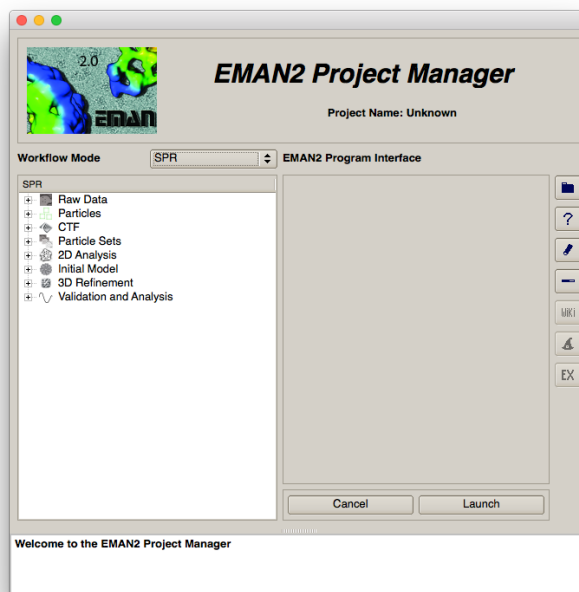 2.0
EMAN
EMAN2 Project Manager
Project Name: Unknown
Workflow Mode
SPR
EMAN2 Program Interface
SPR
Raw Data
Particles
CTF
Particle Sets
2D Analysis
Initial Model
3D Refinement
Validation and Analysis
?
WiKi
EX
Cancel
Launch
Welcome to the EMAN2 Project Manager